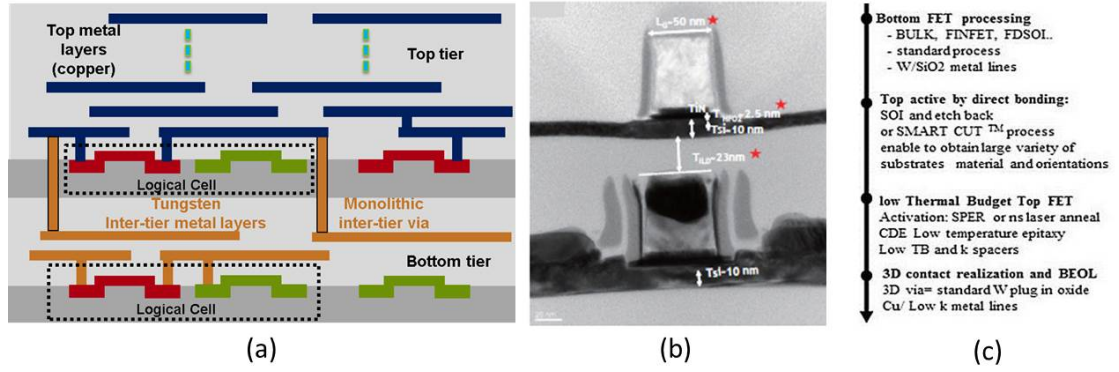 Top metal
layers
(copper)
Top tier
Logical Cell
Tungsten
Inter-tier metal layers
Monolithic
inter-tier via
Bottom tier
Logical Cell
(a)
LG~50 nm
TiN
THFO2~2.5 nm
Tsi~10 nm
TILD~23nm
Tsi~10 nm
(b)
Bottom FET processing
- BULK, FINFET, FDSOI..
- standard process
- W/SiO2 metal lines
Top active by direct bonding:
SOI and etch back
or SMART CUT TM process
enable to obtain large variety of
substrates material and orientations
low Thermal Budget Top FET
Activation: SPER or ns laser anneal
CDE Low temperature epitaxy
Low TB and k spacers
3D contact realization and BEOL
3D via= standard W plug in oxide
Cu/ Low k metal lines
(c)